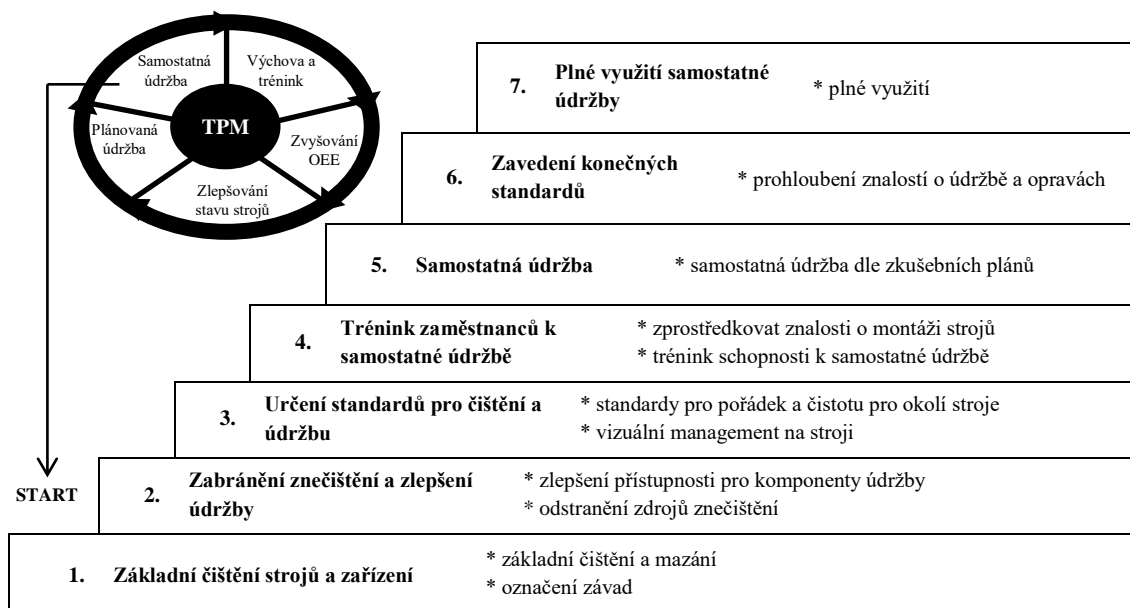 Samostatná
údržba
Výchova a
trénink
TPM
Plánovaná
údržba
Zvyšování
OEE
Zlepšování
stavu strojů
START
7. Plné využití samostatné
údržby
* plné využití
6. Zavedení konečných
standardů
* prohloubení znalostí o údržbě a opravách
5. Samostatná údržba
* samostatná údržba dle zkušebních plánů
4. Trénink zaměstnanců k
samostatné údržbě
* zprostředkovat znalosti o montáži strojů
* trénink schopnosti k samostatné údržbě
3. Určení standardů pro čištění a
údržbu
* standardy pro pořádek a čistotu pro okolí stroje
* vizuální management na stroji
2. Zabránění znečištění a zlepšení
údržby
* zlepšení přístupnosti pro komponenty údržby
* odstranění zdrojů znečištění
1. Základní čištění strojů a zařízení
* základní čištění a mazání
* označení závad